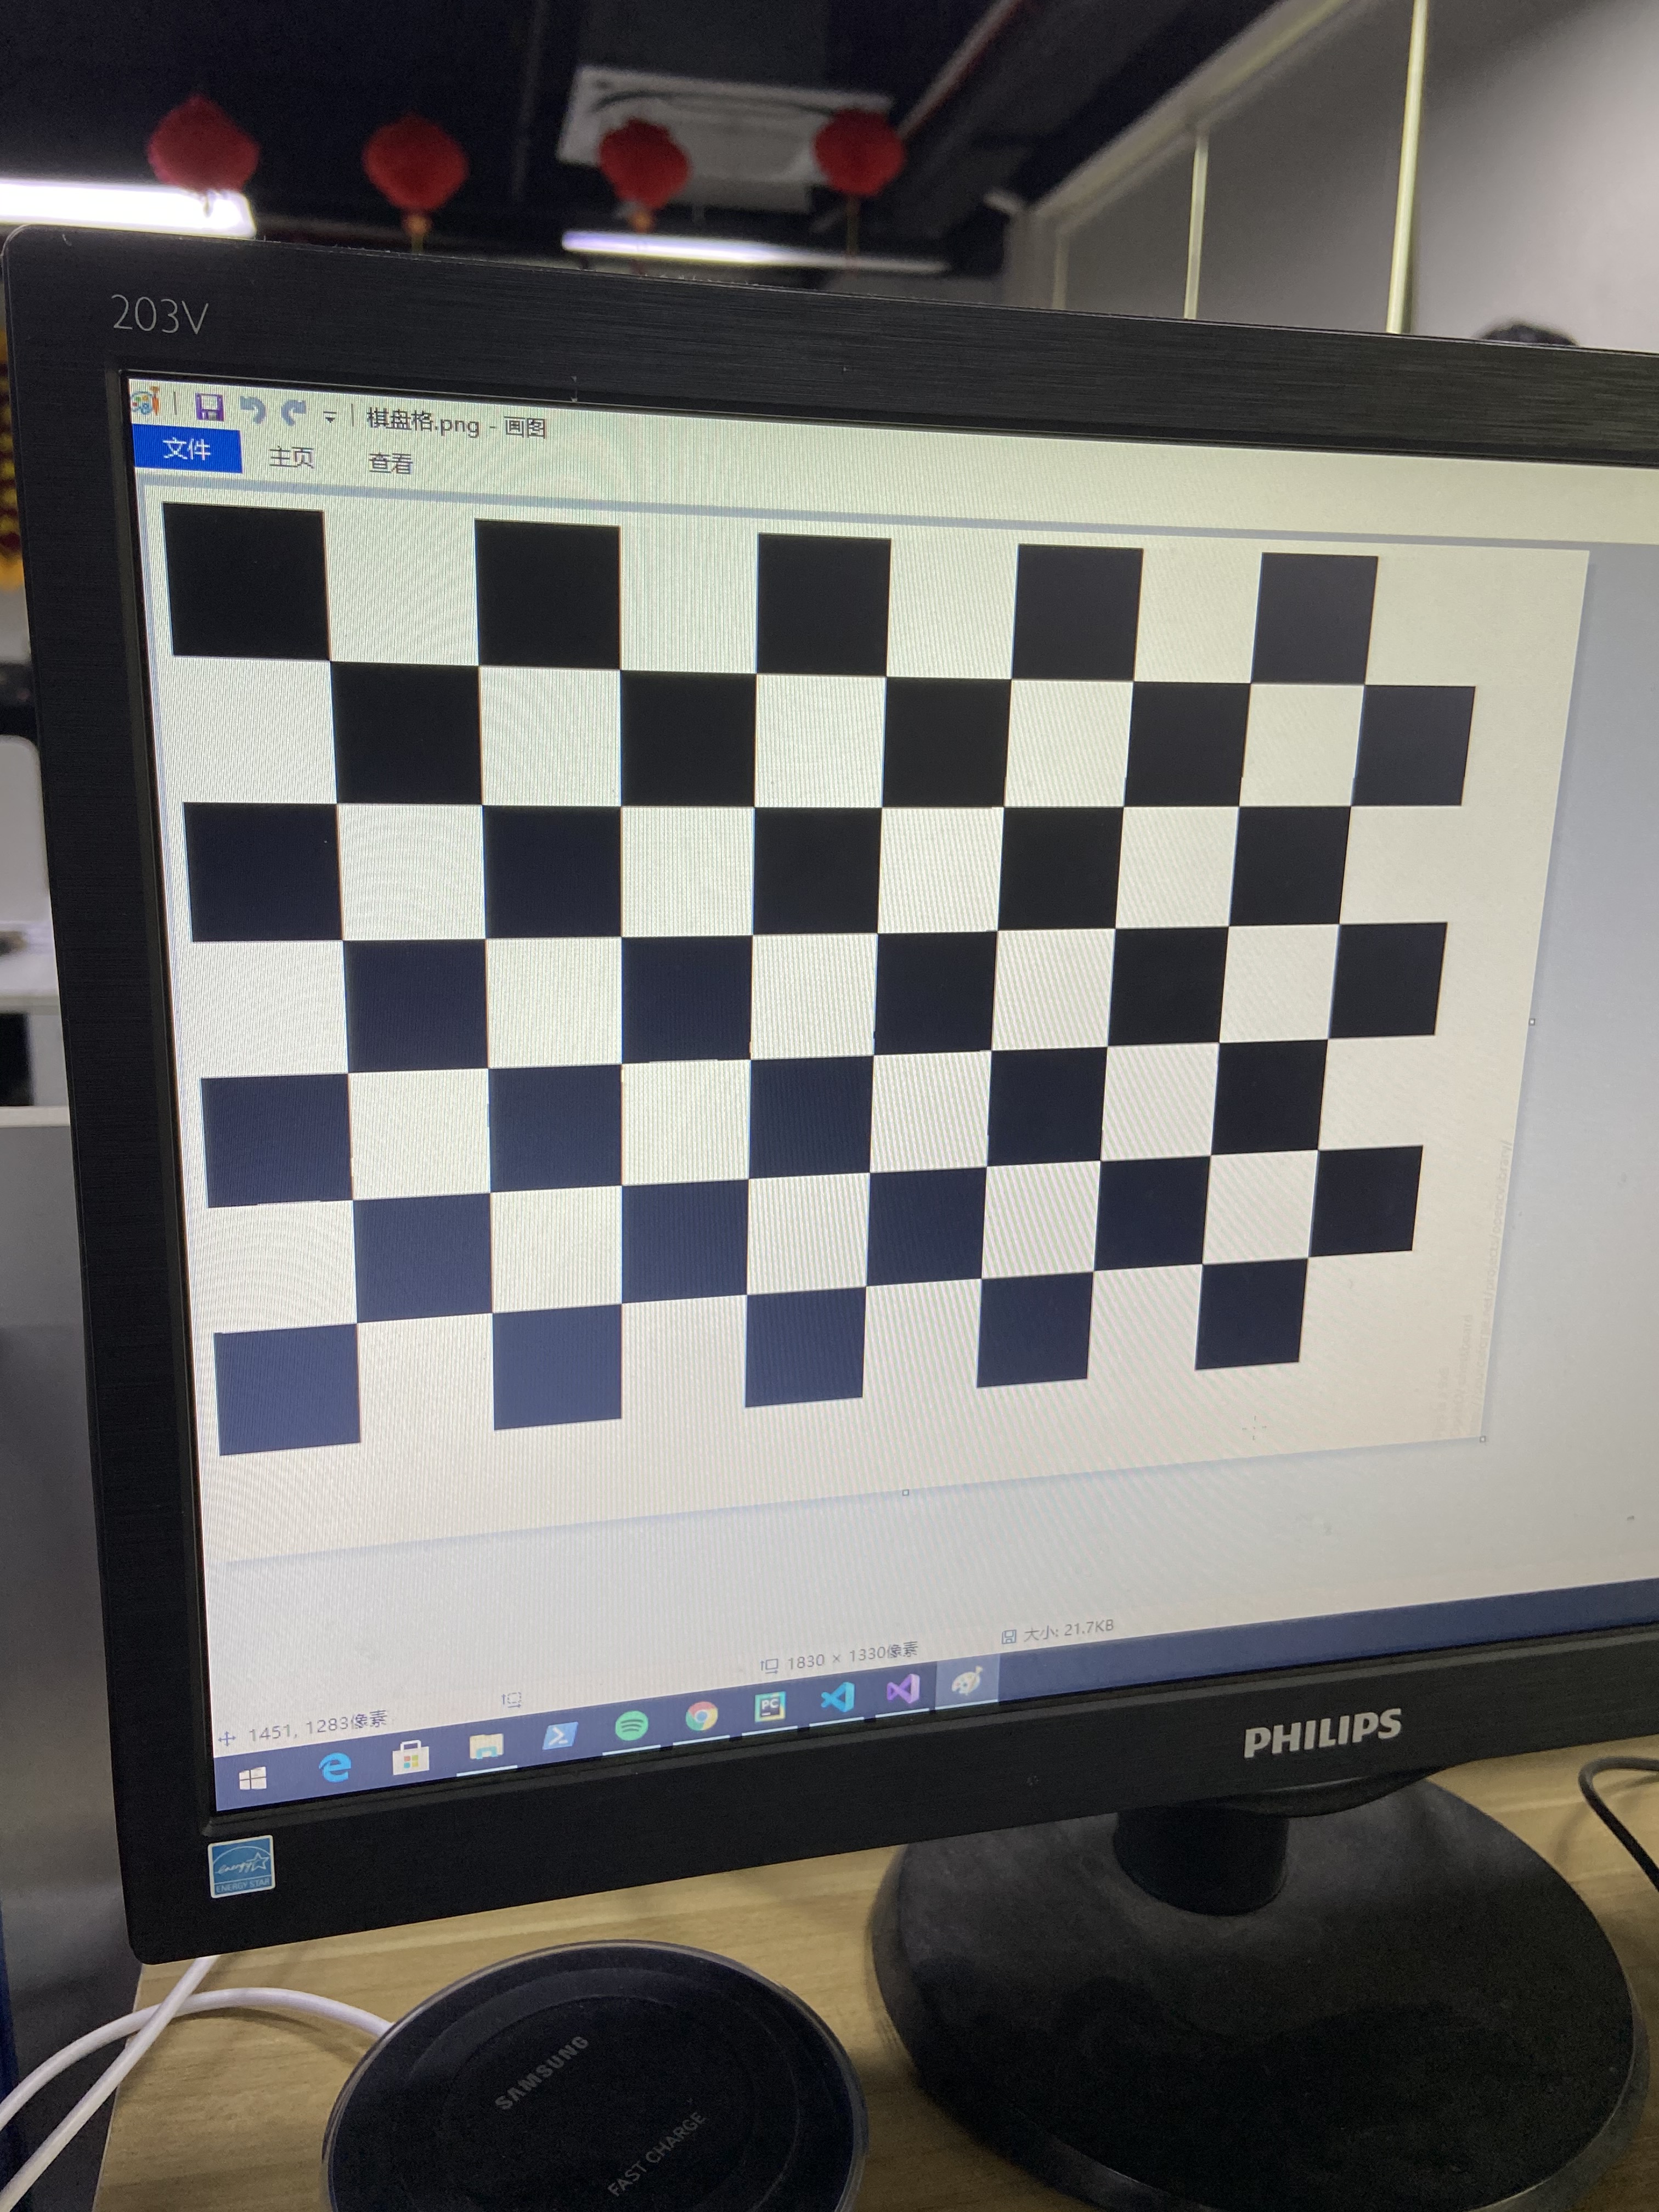 203V
棋盘格.png - 画图
文件 主页 查看
大小: 21.7KB
1830 × 1330像素
1451, 1283像素
PC
PHILIPS
energy
ENERGY STAR
SAMSUNG
FAST CHARGE